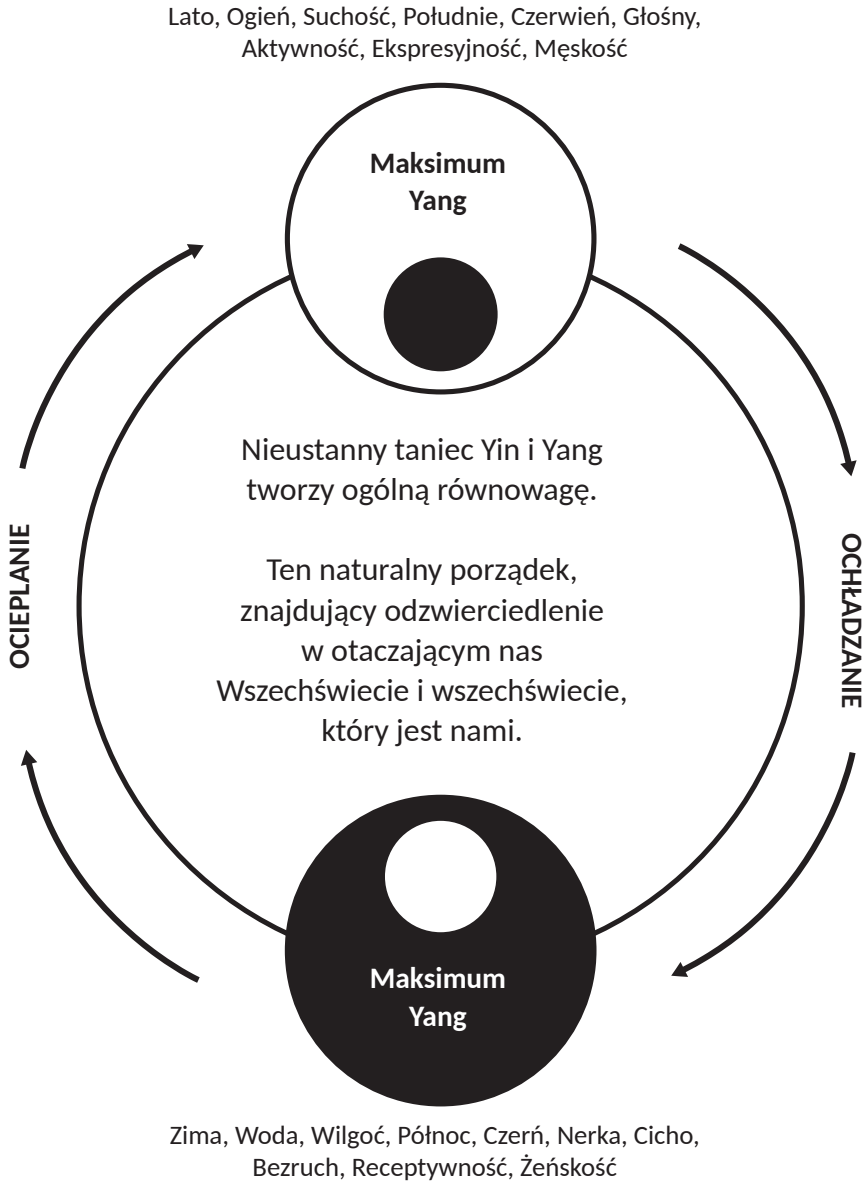 Lato, Ogień, Suchość, Południe, Czerwień, Głośny,
Aktywność, Ekspresyjność, Męskość
Maksimum
Yang
Nieustanny taniec Yin i Yang
tworzy ogólną równowagę.
Ten naturalny porządek,
znajdujący odzwierciedlenie
w otaczającym nas
Wszechświecie i wszechświecie,
który jest nami.
OCIEPLANIE
OCHŁADZANIE
Maksimum
Yang
Zima, Woda, Wilgoć, Północ, Czerń, Nerka, Cicho,
Bezruch, Receptywność, Żeńskość